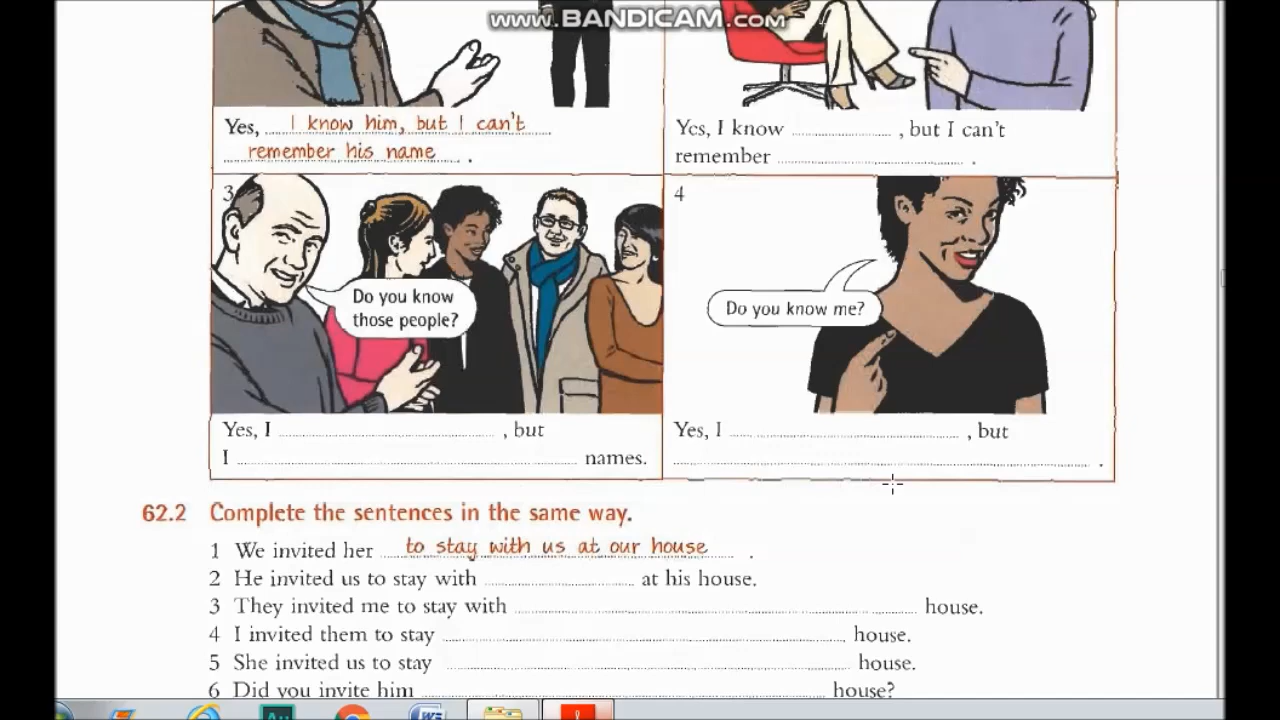 www.BANDICAM.com
Yes, I know him, but I can't
remember his name .
Yes, I know .............. , but I can't
remember .............. .
3
Do you know
those people?
4
Do you know me?
Yes, I .............. , but
I .............. names.
Yes, I .............. , but
.............. .
62.2 Complete the sentences in the same way.
1 We invited her to stay with us at our house .
2 He invited us to stay with .............. at his house.
3 They invited me to stay with .............. house.
4 I invited them to stay .............. house.
5 She invited us to stay .............. house.
6 Did you invite him .............. house?
Au
W